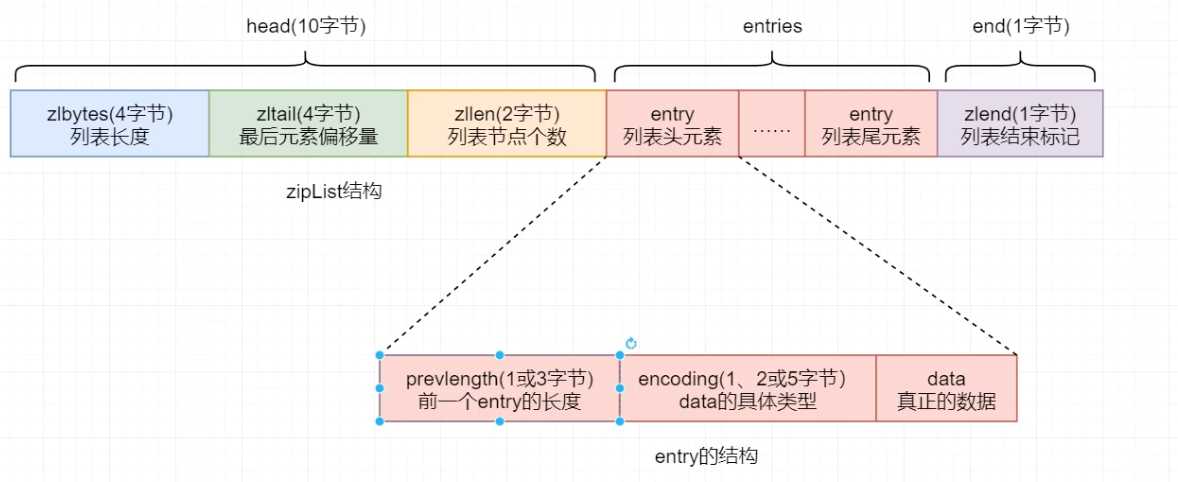 head(10字节)
entries
end(1字节)
zlbytes(4字节)
列表长度
zltail(4字节)
最后元素偏移量
zllen(2字节)
列表节点个数
entry
列表头元素
......
entry
列表尾元素
zlend(1字节)
列表结束标记
zipList结构
prevlength(1或3字节)
前一个entry的长度
encoding(1、2或5字节）
data的具体类型
data
真正的数据
entry的结构